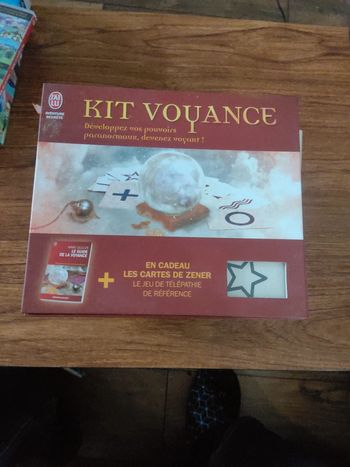 J'AI LU
AVENTURE SECRÈTE
KIT VOYANCE
Développez vos pouvoirs
paranormaux, devenez voyant !
LE GUIDE
DE LA VOYANCE
+
EN CADEAU
LES CARTES DE ZENER
LE JEU DE TÉLÉPATHIE
DE RÉFÉRENCE